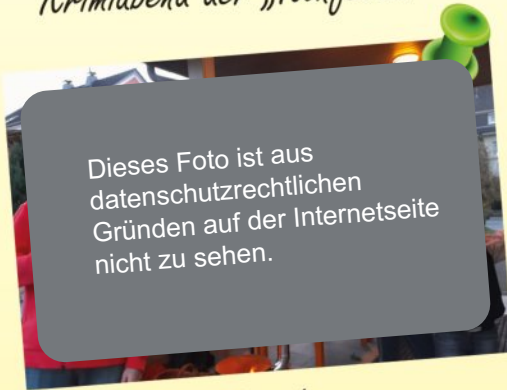 Krimiabend der
Dieses Foto ist aus
datenschutzrechtlichen
Gründen auf der Internetseite
nicht zu sehen.